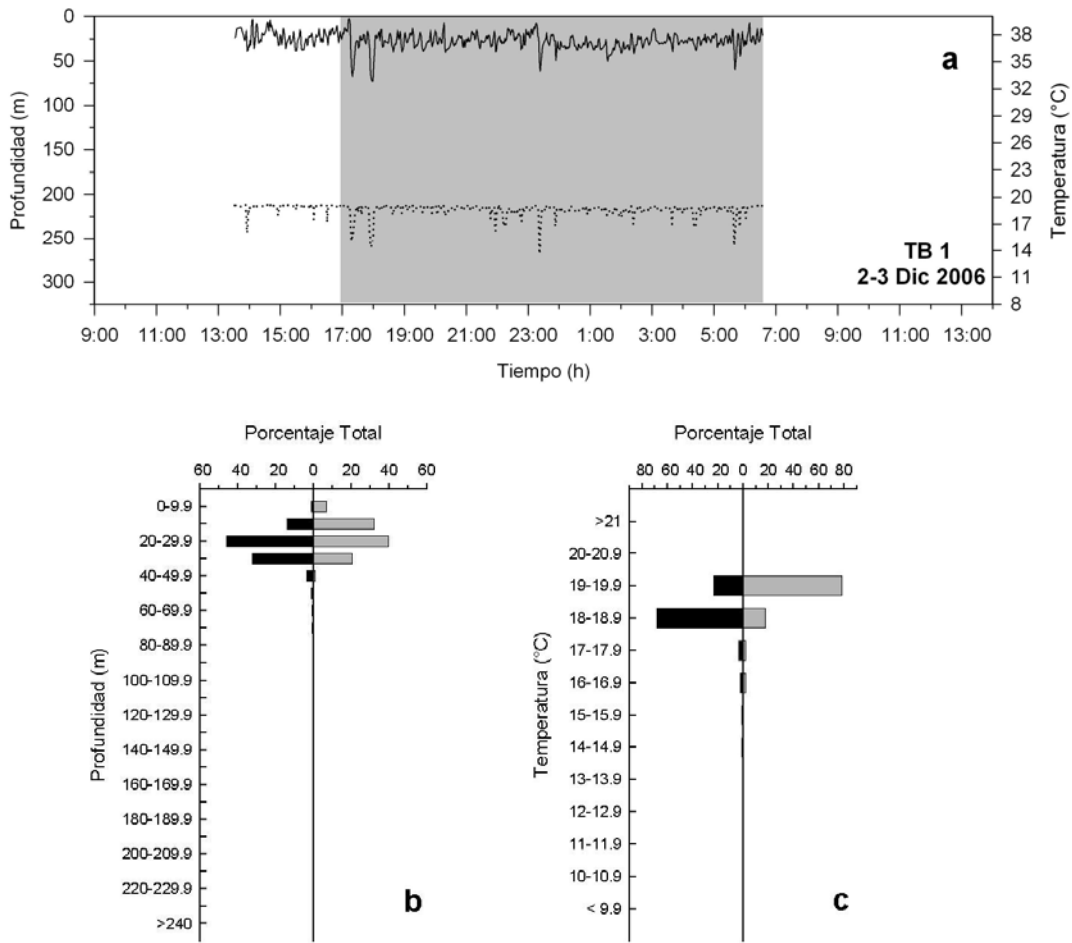 0
50
100
150
200
250
300
Profundidad (m)
38
35
32
29
26
23
20
17
14
11
8
Temperatura (°C)
a
TB 1
2-3 Dic 2006
9:00 11:00 13:00 15:00 17:00 19:00 21:00 23:00 1:00 3:00 5:00 7:00 9:00 11:00 13:00
Tiempo (h)
Porcentaje Total
60 40 20 0 20 40 60
0-9.9
20-29.9
40-49.9
60-69.9
80-89.9
100-109.9
120-129.9
140-149.9
160-169.9
180-189.9
200-209.9
220-229.9
>240
Profundidad (m)
b
Porcentaje Total
80 60 40 20 0 20 40 60 80
>21
20-20.9
19-19.9
18-18.9
17-17.9
16-16.9
15-15.9
14-14.9
13-13.9
12-12.9
11-11.9
10-10.9
< 9.9
Temperatura (°C)
c